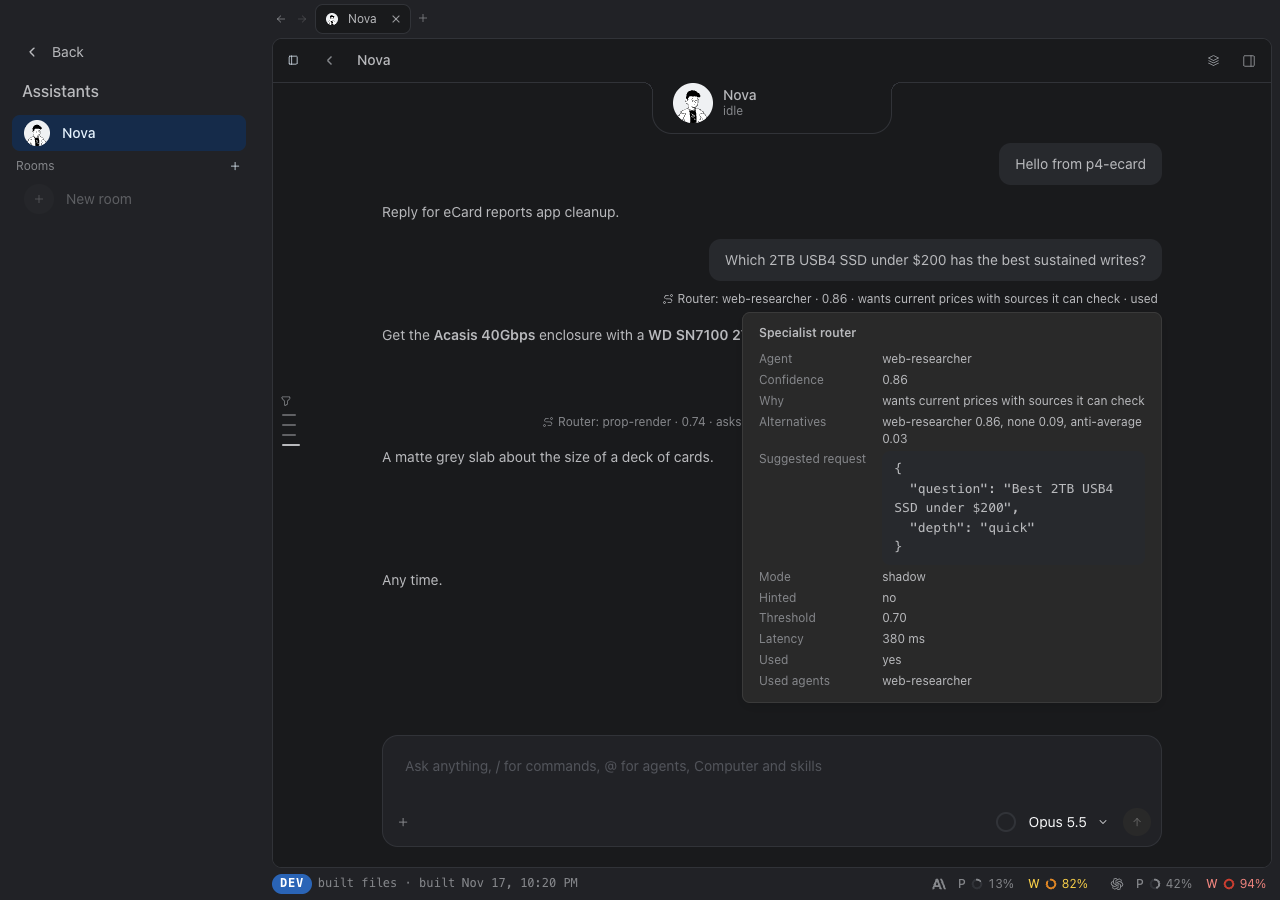 Nova
Back
Nova
Assistants
Nova
idle
Nova
Rooms
New room
Hello from p4-ecard
Reply for eCard reports app cleanup.
Which 2TB USB4 SSD under $200 has the best sustained writes?
Router: web-researcher · 0.86 · wants current prices with sources it can check · used
Get the Acasis 40Gbps enclosure with a WD SN7100
Specialist router
Agent web-researcher
Confidence 0.86
Why wants current prices with sources it can check
Alternatives web-researcher 0.86, none 0.09, anti-average
0.03
Suggested request
{
"question": "Best 2TB USB4
SSD under $200",
"depth": "quick"
}
Mode shadow
Hinted no
Threshold 0.70
Latency 380 ms
Used yes
Used agents web-researcher
Router: prop-render · 0.74 · asks
A matte grey slab about the size of a deck of cards.
Any time.
Ask anything, / for commands, @ for agents, Computer and skills
Opus 5.5
DEV built files · built Nov 17, 10:20 PM
P 13% W 82% P 42% W 94%